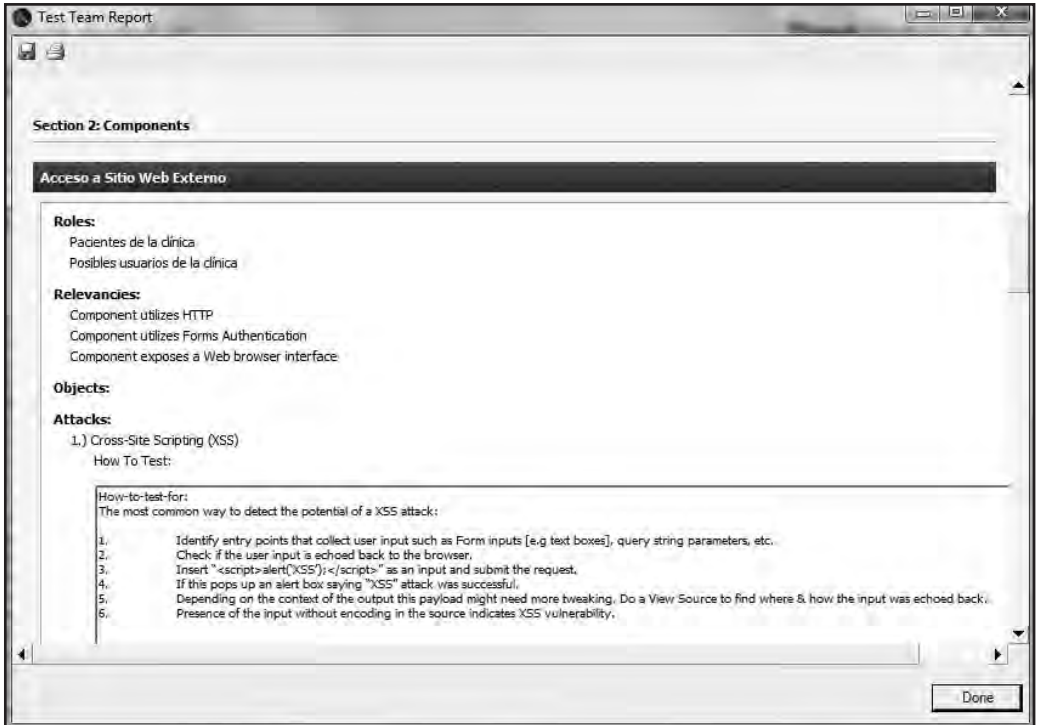 Test Team Report
Section 2: Components
Acceso a Sitio Web Externo
Roles:
Pacientes de la clínica
Posibles usuarios de la clínica
Relevancies:
Component utilizes HTTP
Component utilizes Forms Authentication
Component exposes a Web browser interface
Objects:
Attacks:
1.) Cross-Site Scripting (XSS)
How To Test:
How-to-test-for:
The most common way to detect the potential of a XSS attack:
1. Identify entry points that collect user input such as Form inputs [e.g text boxes], query string parameters, etc.
2. Check if the user input is echoed back to the browser.
3. Insert "<script>alert('XSS');</script>" as an input and submit the request.
4. If this pops up an alert box saying "XSS" attack was successful.
5. Depending on the context of the output this payload might need more tweaking. Do a View Source to find where & how the input was echoed back.
6. Presence of the input without encoding in the source indicates XSS vulnerability.
Done